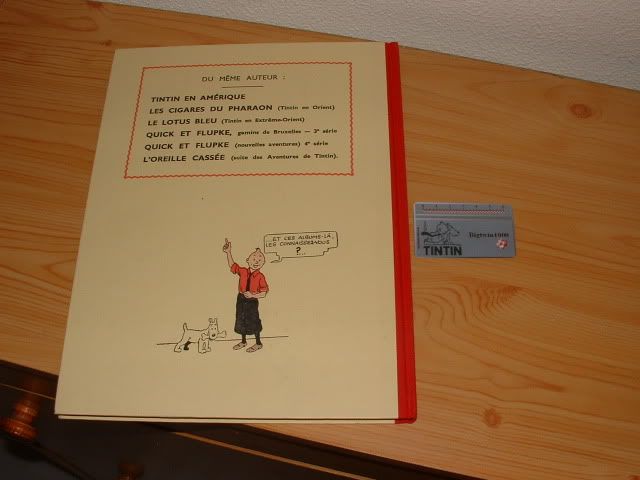 DU MÊME AUTEUR :
TINTIN EN AMÉRIQUE
LES CIGARES DU PHARAON (Tintin en Orient)
LE LOTUS BLEU (Tintin en Extrême-Orient)
QUICK ET FLUPKE, gamins de Bruxelles — 3e série
QUICK ET FLUPKE (nouvelles aventures) 4e série
L'OREILLE CASSÉE (suite des Aventures de Tintin).
ET CES ALBUMS-LÀ,
LES CONNAISSEZ-VOUS
?...
Bigtwin1000
TINTIN